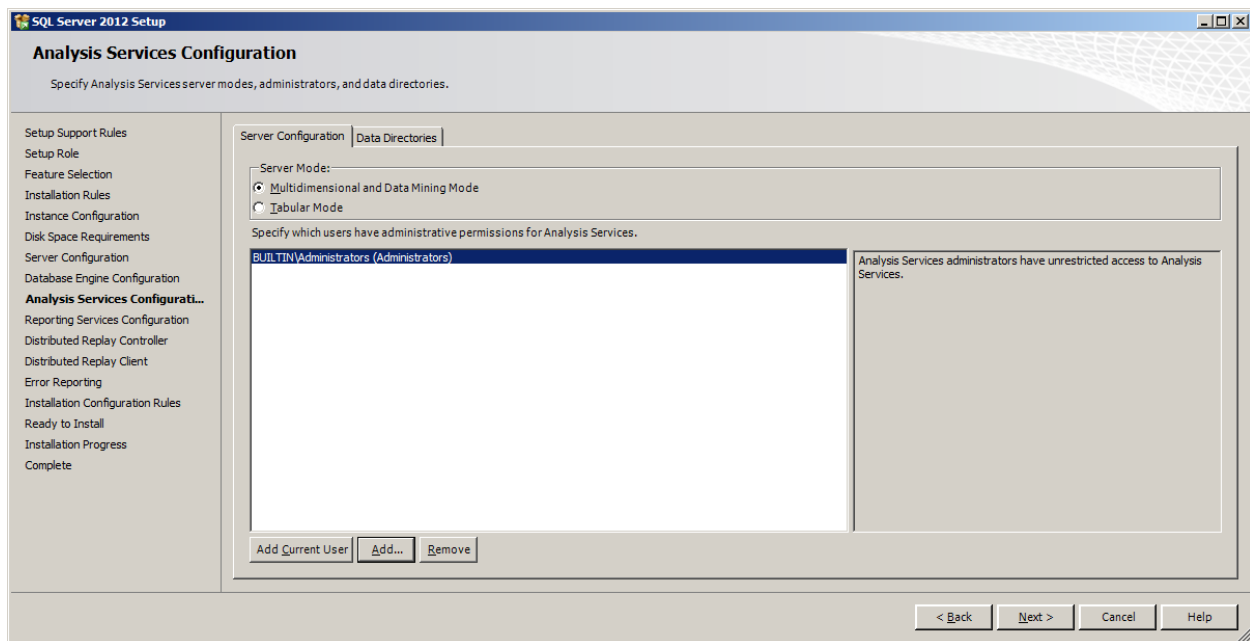 SQL Server 2012 Setup
Analysis Services Configuration
Specify Analysis Services server modes, administrators, and data directories.
Setup Support Rules
Setup Role
Feature Selection
Installation Rules
Instance Configuration
Disk Space Requirements
Server Configuration
Database Engine Configuration
Analysis Services Configurati...
Reporting Services Configuration
Distributed Replay Controller
Distributed Replay Client
Error Reporting
Installation Configuration Rules
Ready to Install
Installation Progress
Complete
Server Configuration Data Directories
Server Mode:
Multidimensional and Data Mining Mode
Tabular Mode
Specify which users have administrative permissions for Analysis Services.
BUILTIN\Administrators (Administrators)
Analysis Services administrators have unrestricted access to Analysis
Services.
Add Current User Add... Remove
< Back Next > Cancel Help